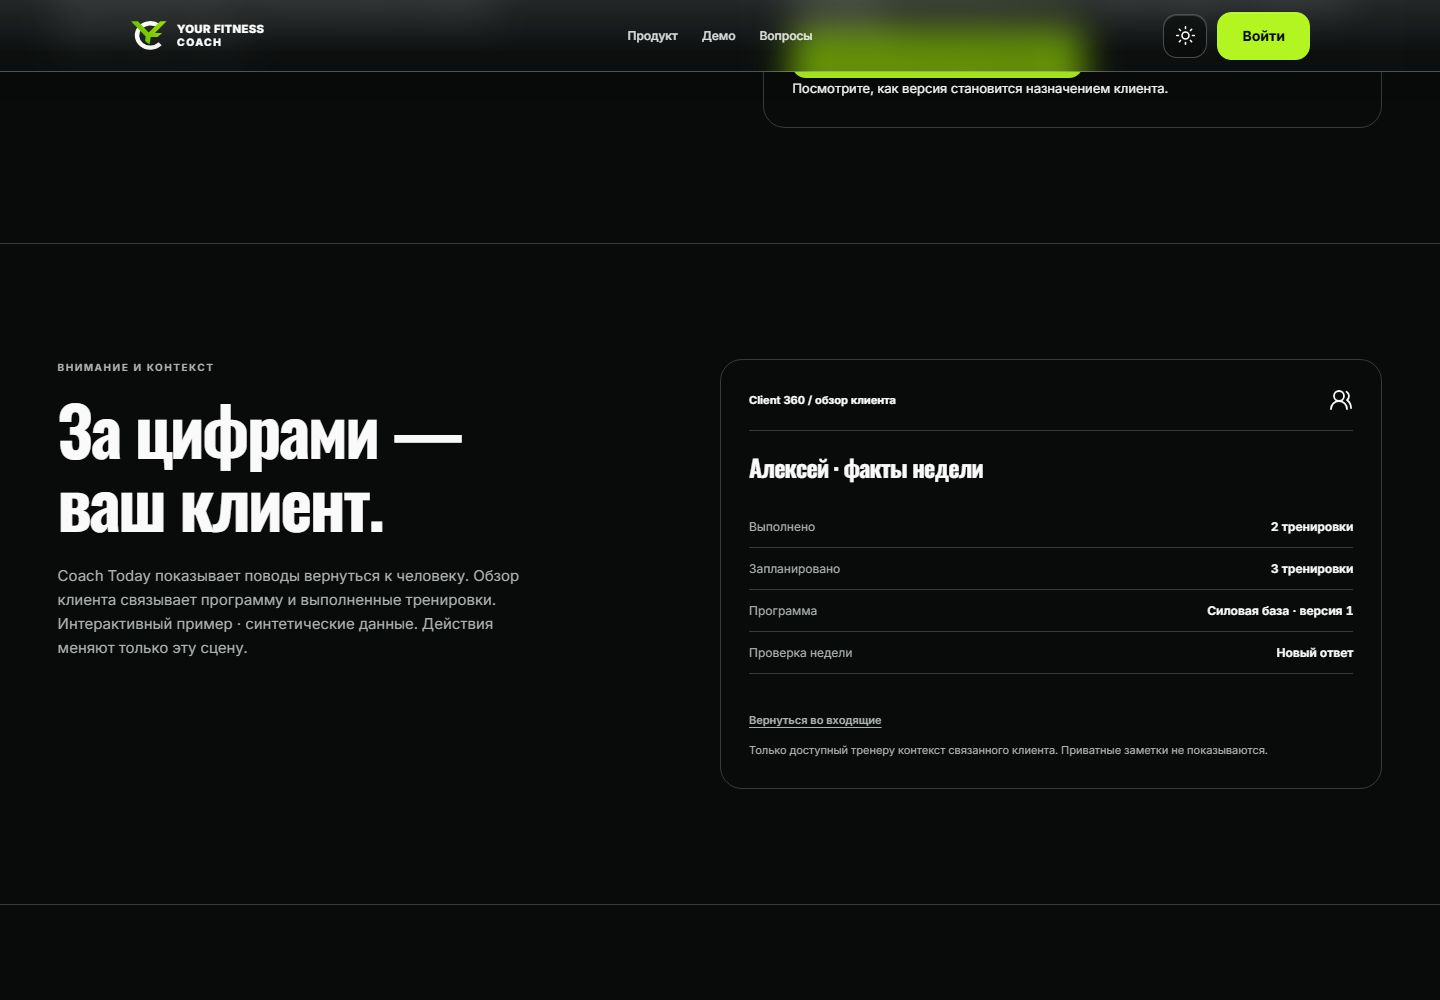 YOUR FITNESS
COACH
Продукт
Демо
Вопросы
Войти
Посмотрите, как версия становится назначением клиента.
ВНИМАНИЕ И КОНТЕКСТ
За цифрами —
ваш клиент.
Coach Today показывает поводы вернуться к человеку. Обзор
клиента связывает программу и выполненные тренировки.
Интерактивный пример · синтетические данные. Действия
меняют только эту сцену.
Client 360 / обзор клиента
Алексей · факты недели
Выполнено
2 тренировки
Запланировано
3 тренировки
Программа
Силовая база · версия 1
Проверка недели
Новый ответ
Вернуться во входящие
Только доступный тренеру контекст связанного клиента. Приватные заметки не показываются.